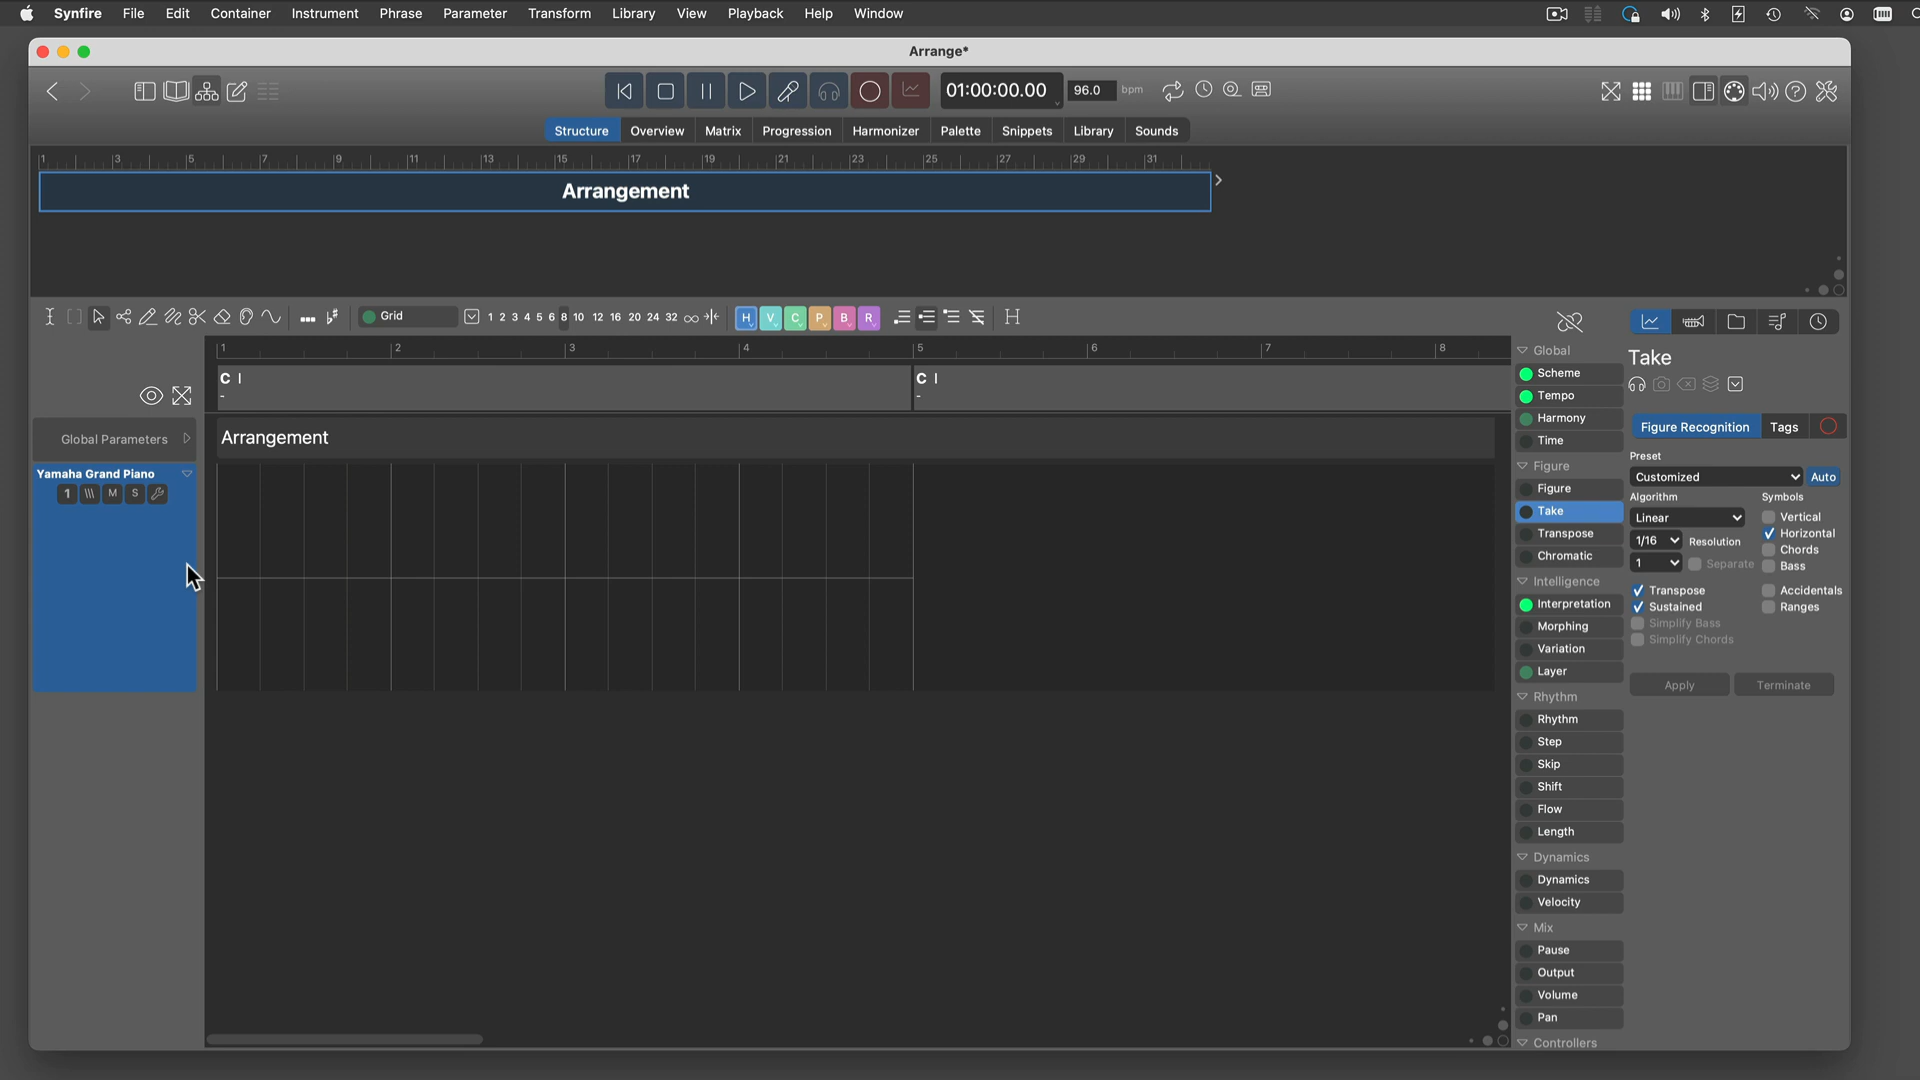 Synfire File Edit Container Instrument Phrase Parameter Transform Library View Playback Help Window
Arrange*
01:00:00.00 96.0 bpm
Structure Overview Matrix Progression Harmonizer Palette Snippets Library Sounds
1 3 5 7 9 11 13 15 17 19 21 23 25 27 29 31
Arrangement
Grid 1 2 3 4 5 6 8 10 12 16 20 24 32 ∞ H V C P B R
1 2 3 4 5 6 7 8
C I C I
- -
Global Parameters
Arrangement
Yamaha Grand Piano
1 M S
Global
Scheme
Tempo
Harmony
Time
Figure
Figure
Take
Transpose
Chromatic
Intelligence
Interpretation
Morphing
Variation
Layer
Rhythm
Rhythm
Step
Skip
Shift
Flow
Length
Dynamics
Dynamics
Velocity
Mix
Pause
Output
Volume
Pan
Controllers
Take
Figure Recognition Tags
Preset
Customized Auto
Algorithm Symbols
Linear Vertical
1/16 Resolution Horizontal
Chords
1 Separate Bass
Transpose Accidentals
Sustained Ranges
Simplify Bass
Simplify Chords
Apply Terminate